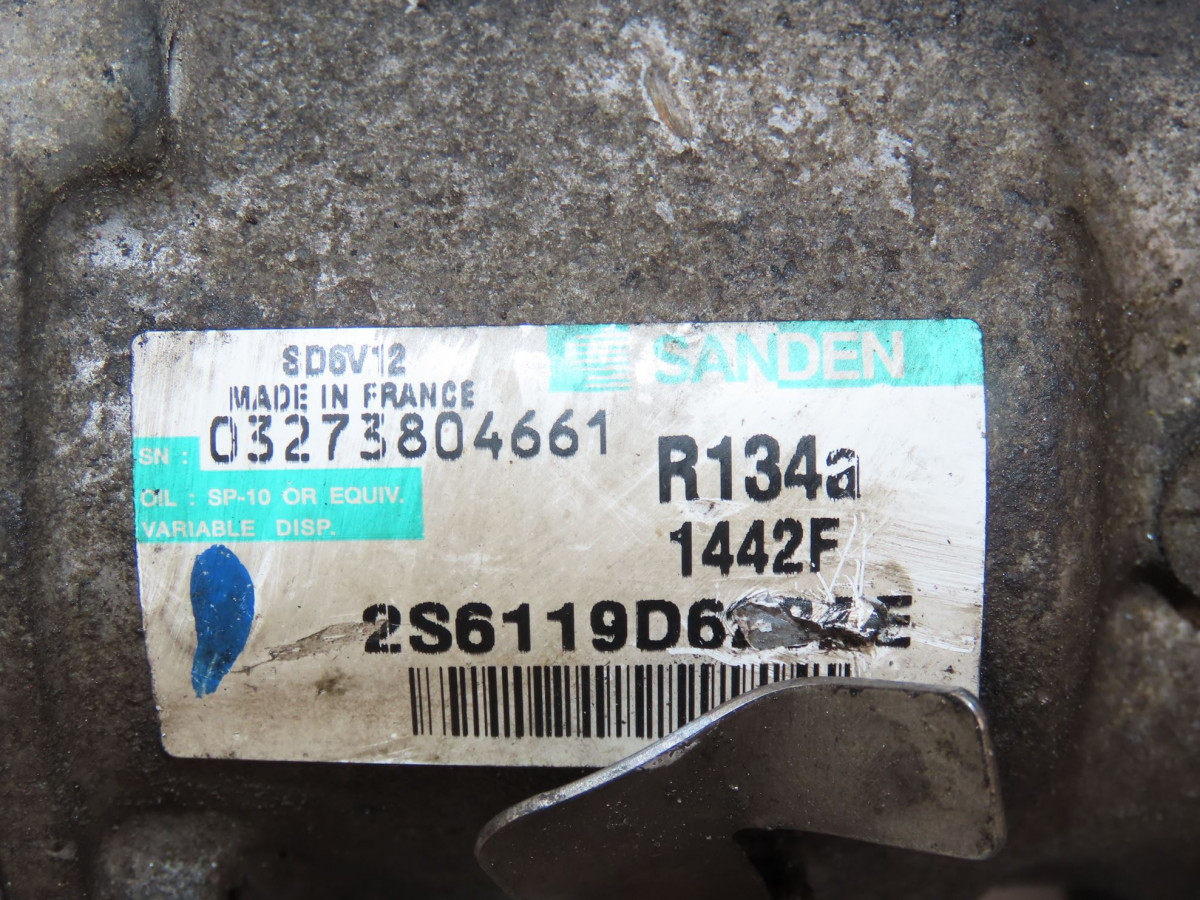 SD6V12
SANDEN
MADE IN FRANCE
SN : 03273804661
R134a
OIL : SP-10 OR EQUIV.
VARIABLE DISP.
1442F